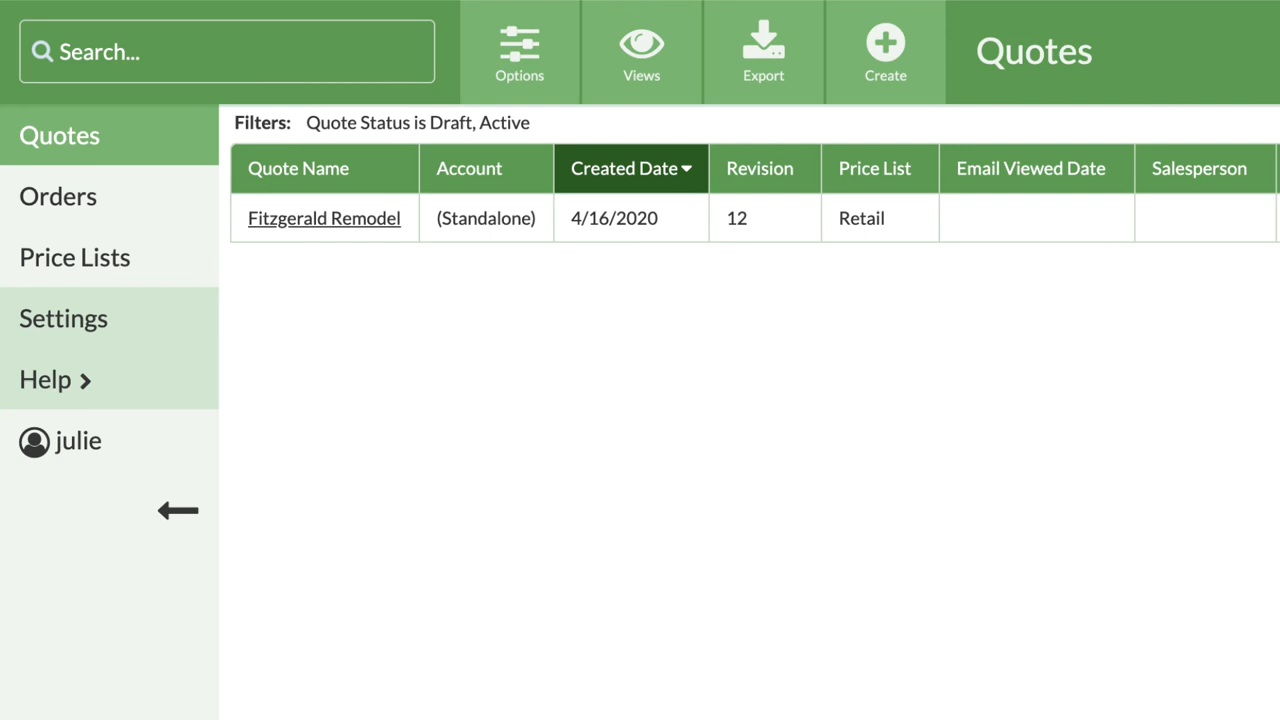 Search...
Options
Views
Export
Create
Quotes
Quotes
Orders
Price Lists
Settings
Help
julie
Filters: Quote Status is Draft, Active
Quote Name Account Created Date Revision Price List Email Viewed Date Salesperson
Fitzgerald Remodel (Standalone) 4/16/2020 12 Retail